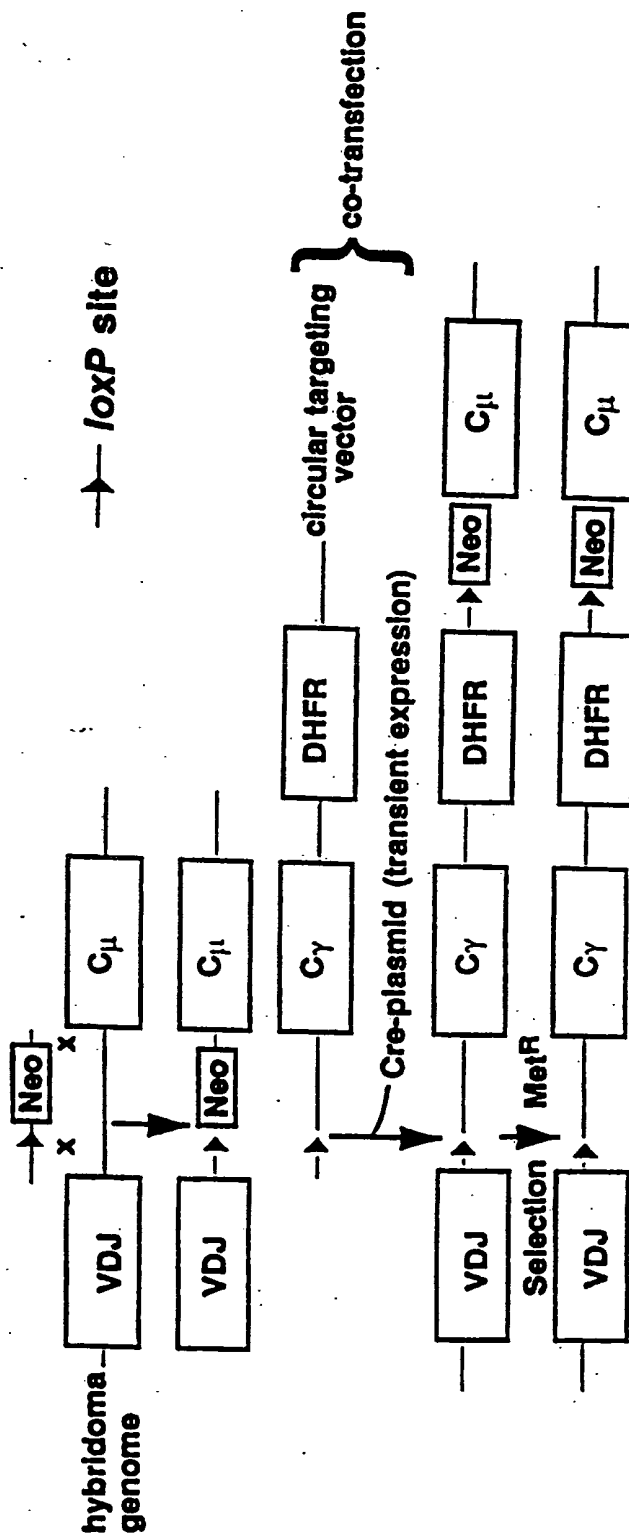 loxP site
Neo
x x
hybridoma
genome
VDJ
Cμ
VDJ
Neo
Cμ
Cγ
DHFR
circular targeting
vector
co-transfection
Cre-plasmid (transient expression)
VDJ
Cγ
DHFR
Neo
Cμ
Selection
Met^R
VDJ
Cγ
DHFR
Neo
Cμ